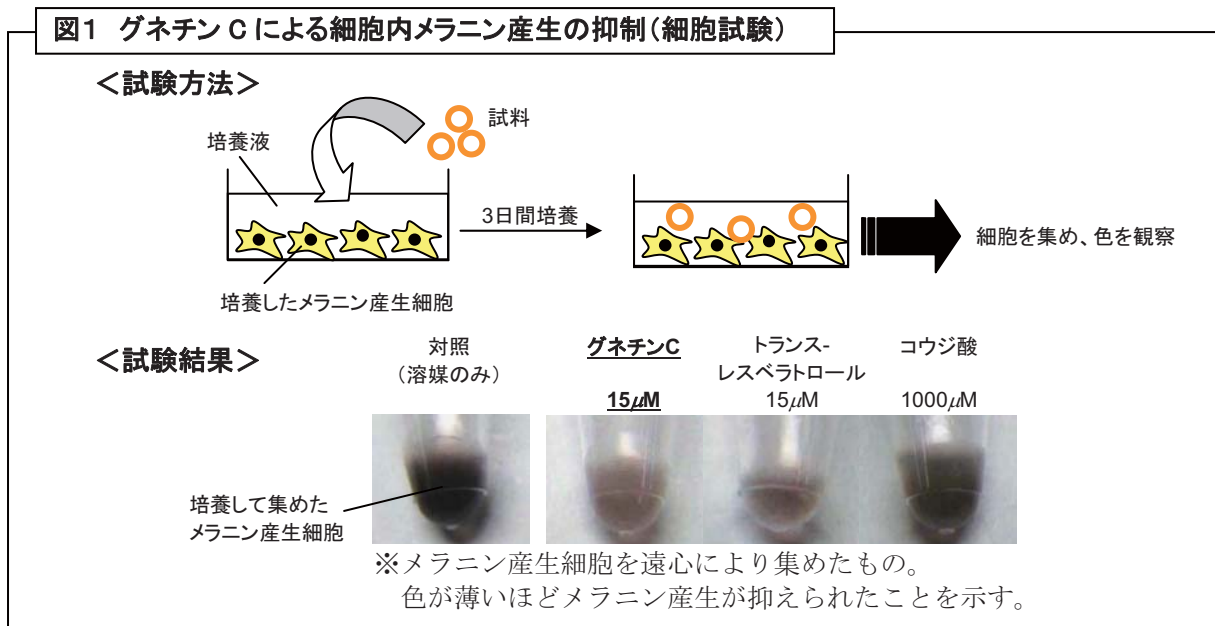 図1 グネチン C による細胞内メラニン産生の抑制(細胞試験)
＜試験方法＞
試料
培養液
3日間培養
細胞を集め、色を観察
培養したメラニン産生細胞
＜試験結果＞
対照
(溶媒のみ)
グネチンC
15μM
トランス-
レスベラトロール
15μM
コウジ酸
1000μM
培養して集めた
メラニン産生細胞
※メラニン産生細胞を遠心により集めたもの。
色が薄いほどメラニン産生が抑えられたことを示す。